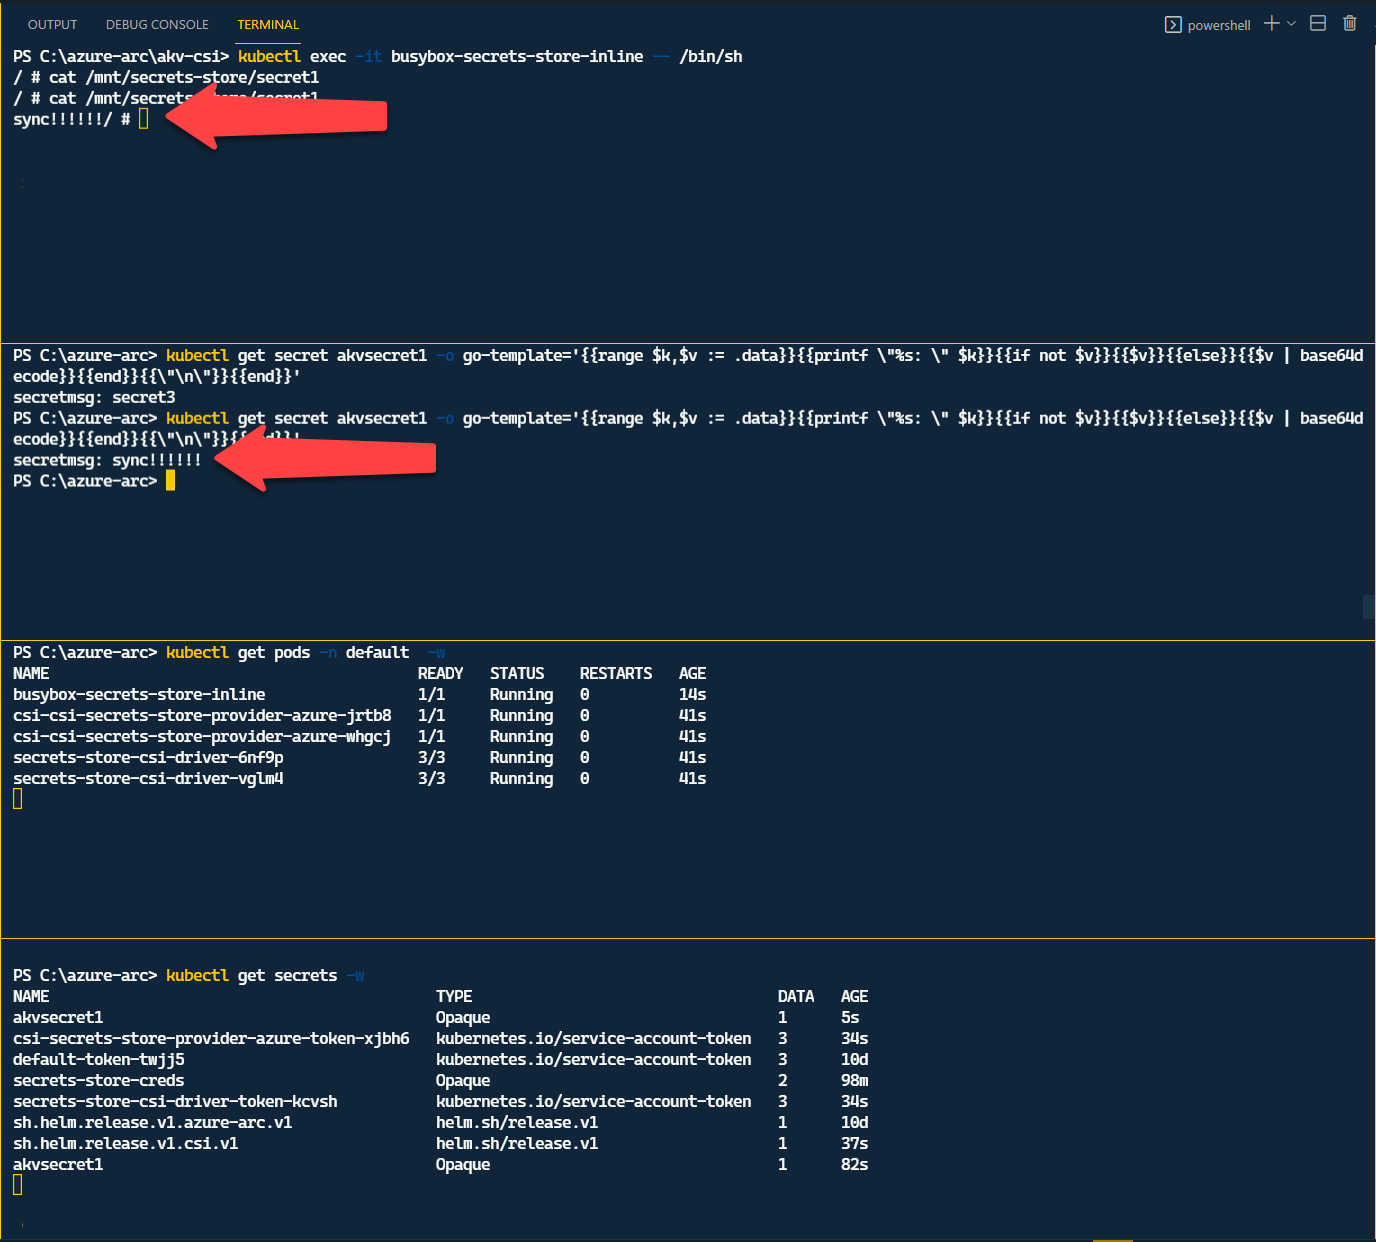 OUTPUT DEBUG CONSOLE TERMINAL powershell
PS C:\azure-arc\akv-csi> kubectl exec -it busybox-secrets-store-inline -- /bin/sh
/ # cat /mnt/secrets-store/secret1
/ # cat /mnt/secrets-store/secret1
sync!!!!!!/ #
PS C:\azure-arc> kubectl get secret akvsecret1 -o go-template='{{range $k,$v := .data}}{{printf \"%s: \" $k}}{{if not $v}}{{$v}}{{else}}{{$v | base64d
ecode}}{{end}}{{\"\n\"}}{{end}}'
secretmsg: secret3
PS C:\azure-arc> kubectl get secret akvsecret1 -o go-template='{{range $k,$v := .data}}{{printf \"%s: \" $k}}{{if not $v}}{{$v}}{{else}}{{$v | base64d
ecode}}{{end}}{{\"\n\"}}{{end}}'
secretmsg: sync!!!!!!
PS C:\azure-arc>
PS C:\azure-arc> kubectl get pods -n default -w
NAME READY STATUS RESTARTS AGE
busybox-secrets-store-inline 1/1 Running 0 14s
csi-csi-secrets-store-provider-azure-jrtb8 1/1 Running 0 41s
csi-csi-secrets-store-provider-azure-whgcj 1/1 Running 0 41s
secrets-store-csi-driver-6nf9p 3/3 Running 0 41s
secrets-store-csi-driver-vglm4 3/3 Running 0 41s
PS C:\azure-arc> kubectl get secrets -w
NAME TYPE DATA AGE
akvsecret1 Opaque 1 5s
csi-secrets-store-provider-azure-token-xjbh6 kubernetes.io/service-account-token 3 34s
default-token-twjj5 kubernetes.io/service-account-token 3 10d
secrets-store-creds Opaque 2 98m
secrets-store-csi-driver-token-kcvsh kubernetes.io/service-account-token 3 34s
sh.helm.release.v1.azure-arc.v1 helm.sh/release.v1 1 10d
sh.helm.release.v1.csi.v1 helm.sh/release.v1 1 37s
akvsecret1 Opaque 1 82s